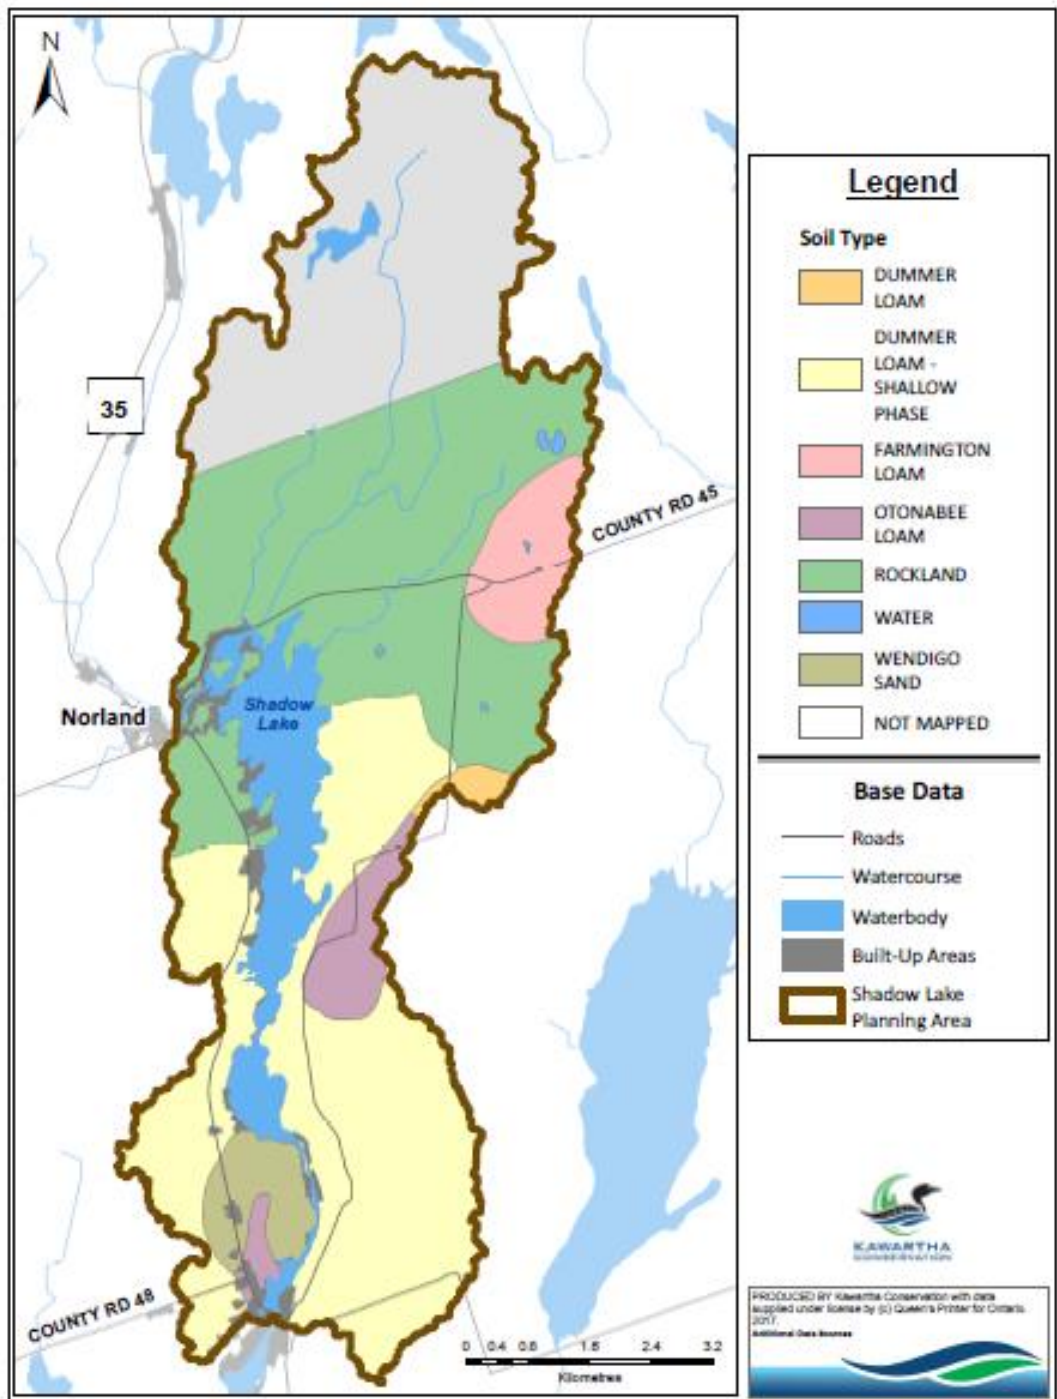 N
35
COUNTY RD 45
Norland
Shadow
Lake
COUNTY RD 48
0 0.4 0.8 1.6 2.4 3.2
Kilometres
Legend
Soil Type
DUMMER
LOAM
DUMMER
LOAM -
SHALLOW
PHASE
FARMINGTON
LOAM
OTONABEE
LOAM
ROCKLAND
WATER
WENDIGO
SAND
NOT MAPPED
Base Data
Roads
Watercourse
Waterbody
Built-Up Areas
Shadow Lake
Planning Area
KAWARTHA
CONSERVATION
PRODUCED BY Kawartha Conservation with data
supplied under license by (c) Queen's Printer for Ontario.
2017.
Additional Data Sources